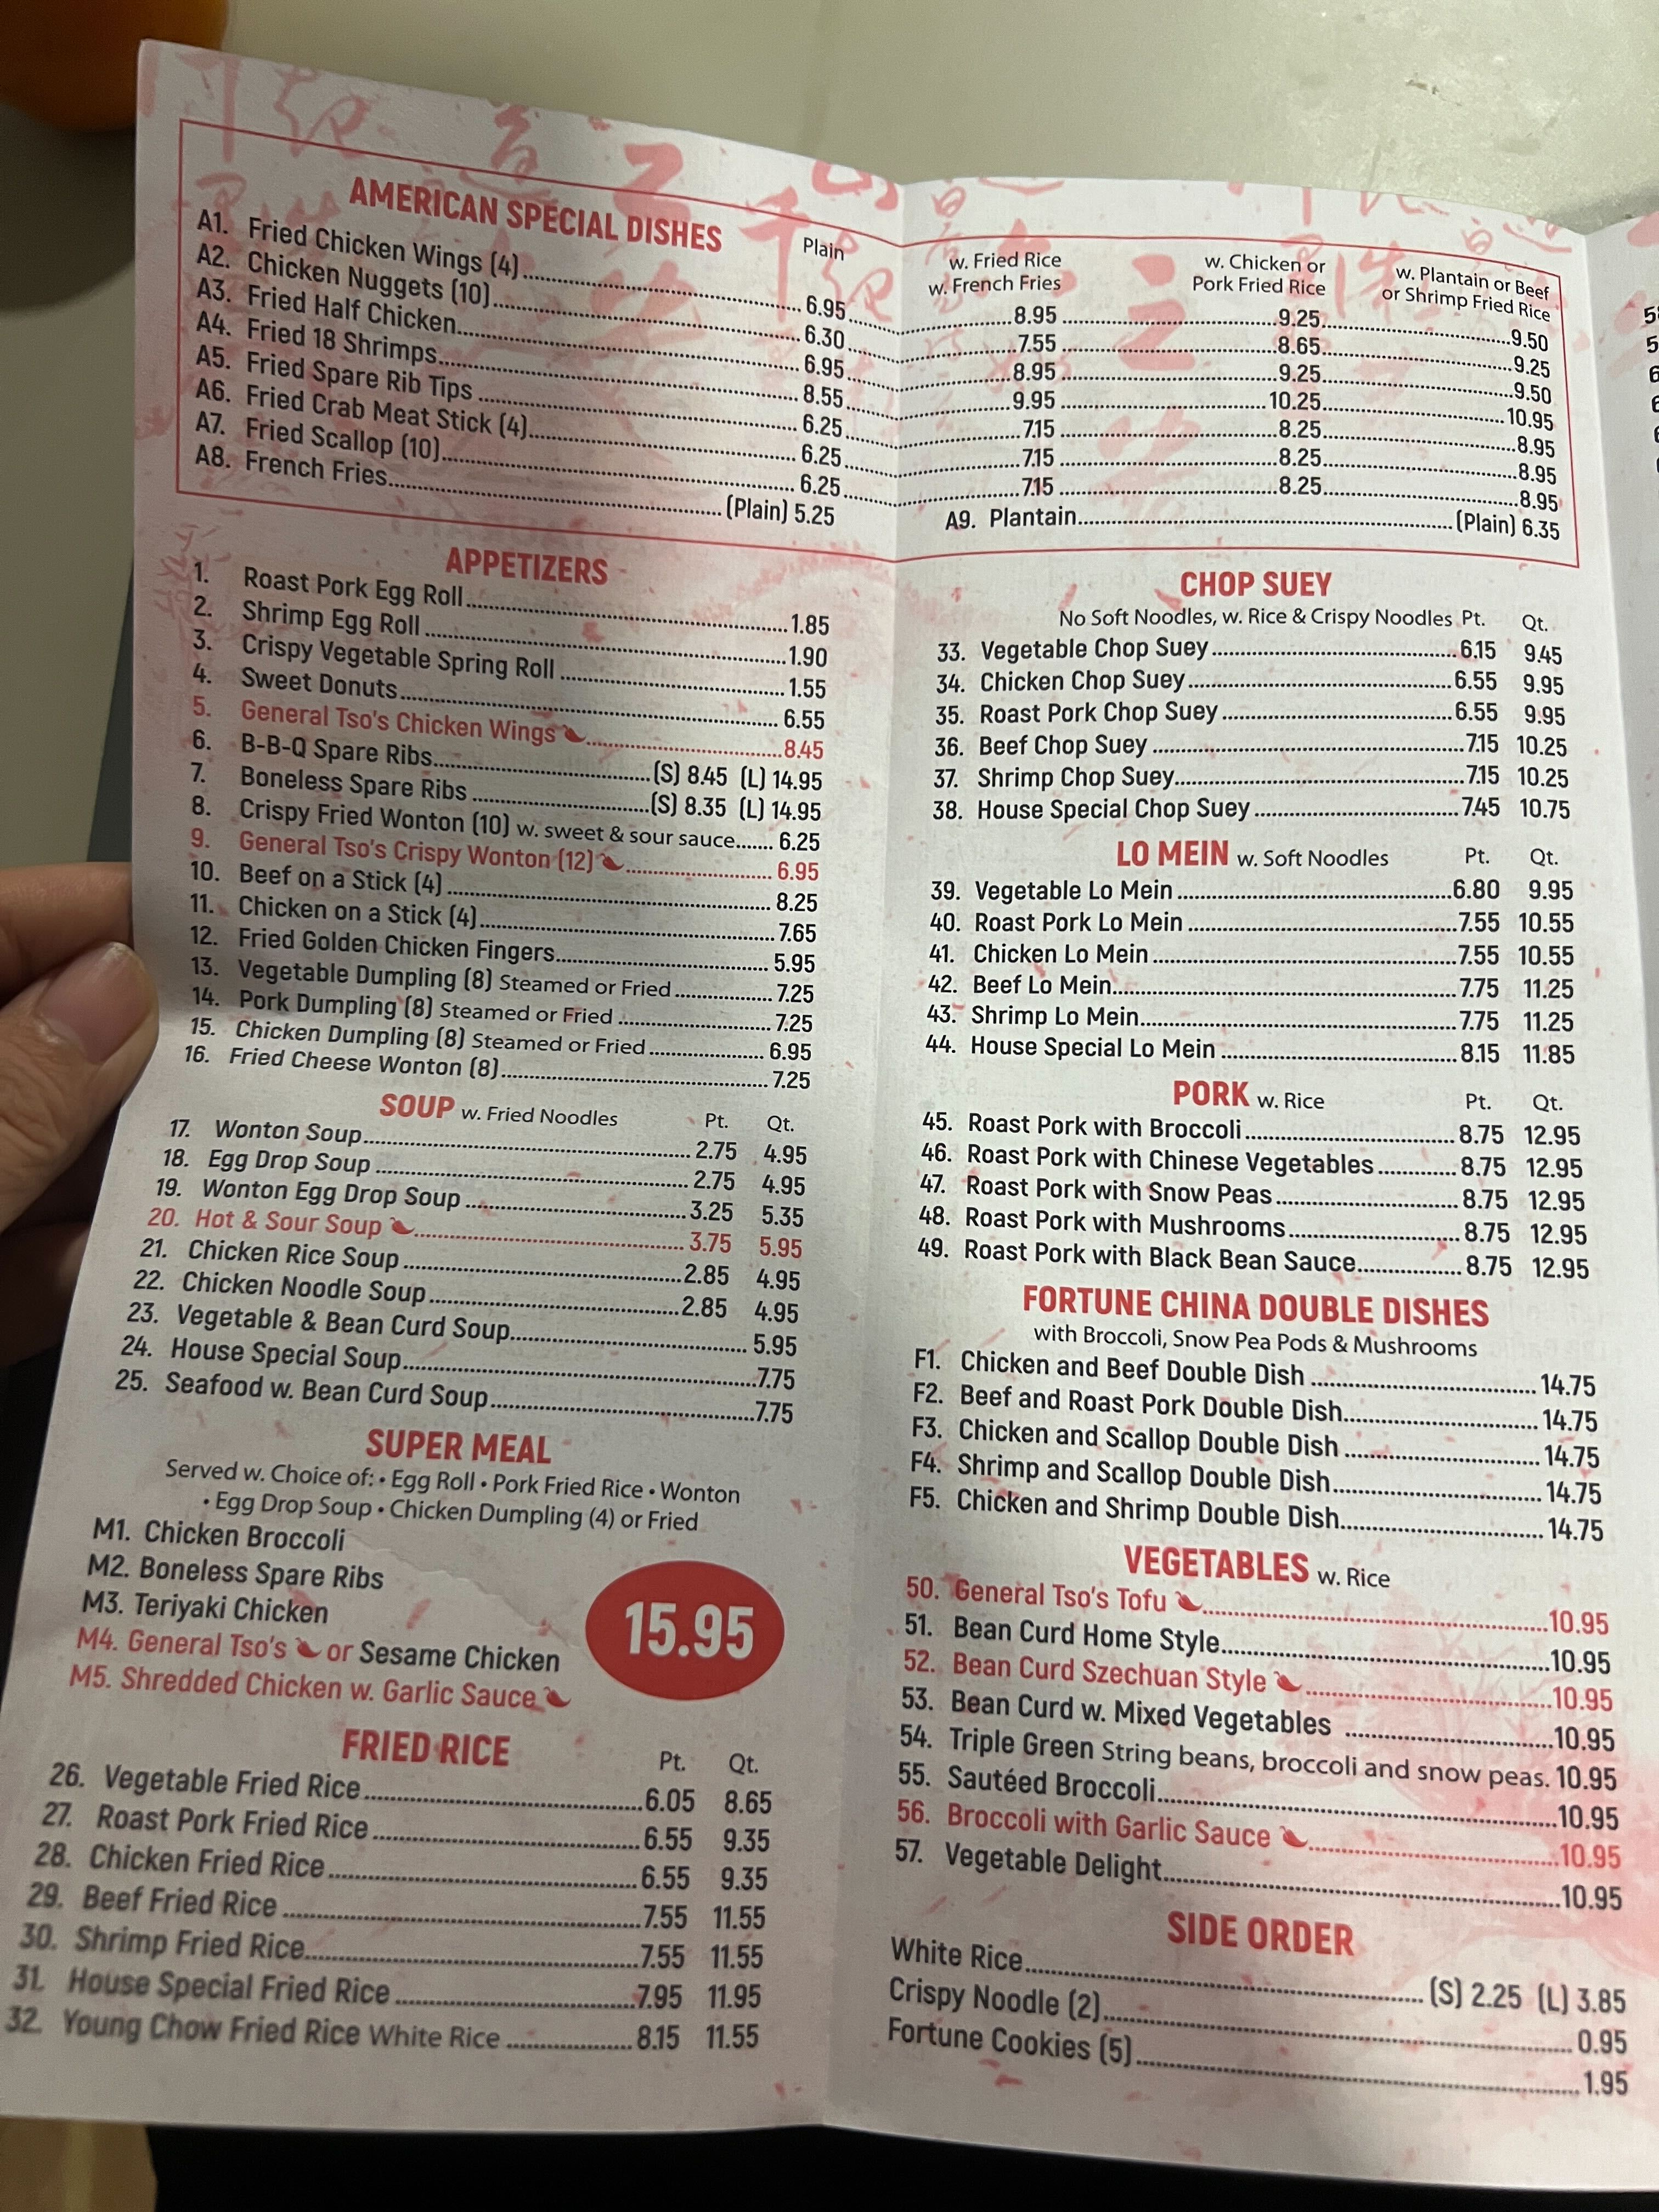 AMERICAN SPECIAL DISHES
Plain
w. Fried Rice w. Chicken or w. Plantain or Beef
w. French Fries Pork Fried Rice or Shrimp Fried Rice
A1. Fried Chicken Wings (4) 6.95 8.95 9.25 9.50
A2. Chicken Nuggets (10) 6.30 7.55 8.65 9.25
A3. Fried Half Chicken 6.95 8.95 9.25 9.50
A4. Fried 18 Shrimps 8.55 9.95 10.25 10.95
A5. Fried Spare Rib Tips 6.25 7.15 8.25 8.95
A6. Fried Crab Meat Stick (4) 6.25 7.15 8.25 8.95
A7. Fried Scallop (10) 6.25 7.15 8.25 8.95
A8. French Fries (Plain) 5.25
A9. Plantain (Plain) 6.35
APPETIZERS
1. Roast Pork Egg Roll 1.85
2. Shrimp Egg Roll 1.90
3. Crispy Vegetable Spring Roll 1.55
4. Sweet Donuts 6.55
5. General Tso's Chicken Wings 8.45
6. B-B-Q Spare Ribs (S) 8.45 (L) 14.95
7. Boneless Spare Ribs (S) 8.35 (L) 14.95
8. Crispy Fried Wonton (10) w. sweet & sour sauce 6.25
9. General Tso's Crispy Wonton (12) 6.95
10. Beef on a Stick (4) 8.25
11. Chicken on a Stick (4) 7.65
12. Fried Golden Chicken Fingers 5.95
13. Vegetable Dumpling (8) Steamed or Fried 7.25
14. Pork Dumpling (8) Steamed or Fried 7.25
15. Chicken Dumpling (8) Steamed or Fried 6.95
16. Fried Cheese Wonton (8) 7.25
SOUP w. Fried Noodles Pt. Qt.
17. Wonton Soup 2.75 4.95
18. Egg Drop Soup 2.75 4.95
19. Wonton Egg Drop Soup 3.25 5.35
20. Hot & Sour Soup 3.75 5.95
21. Chicken Rice Soup 2.85 4.95
22. Chicken Noodle Soup 2.85 4.95
23. Vegetable & Bean Curd Soup 5.95
24. House Special Soup 7.75
25. Seafood w. Bean Curd Soup 7.75
SUPER MEAL
Served w. Choice of: • Egg Roll • Pork Fried Rice • Wonton
• Egg Drop Soup • Chicken Dumpling (4) or Fried
M1. Chicken Broccoli
M2. Boneless Spare Ribs
M3. Teriyaki Chicken
M4. General Tso's or Sesame Chicken
M5. Shredded Chicken w. Garlic Sauce
15.95
FRIED RICE Pt. Qt.
26. Vegetable Fried Rice 6.05 8.65
27. Roast Pork Fried Rice 6.55 9.35
28. Chicken Fried Rice 6.55 9.35
29. Beef Fried Rice 7.55 11.55
30. Shrimp Fried Rice 7.55 11.55
31. House Special Fried Rice 7.95 11.95
32. Young Chow Fried Rice White Rice 8.15 11.55
CHOP SUEY
No Soft Noodles, w. Rice & Crispy Noodles Pt. Qt.
33. Vegetable Chop Suey 6.15 9.45
34. Chicken Chop Suey 6.55 9.95
35. Roast Pork Chop Suey 6.55 9.95
36. Beef Chop Suey 7.15 10.25
37. Shrimp Chop Suey 7.15 10.25
38. House Special Chop Suey 7.45 10.75
LO MEIN w. Soft Noodles Pt. Qt.
39. Vegetable Lo Mein 6.80 9.95
40. Roast Pork Lo Mein 7.55 10.55
41. Chicken Lo Mein 7.55 10.55
42. Beef Lo Mein 7.75 11.25
43. Shrimp Lo Mein 7.75 11.25
44. House Special Lo Mein 8.15 11.85
PORK w. Rice Pt. Qt.
45. Roast Pork with Broccoli 8.75 12.95
46. Roast Pork with Chinese Vegetables 8.75 12.95
47. Roast Pork with Snow Peas 8.75 12.95
48. Roast Pork with Mushrooms 8.75 12.95
49. Roast Pork with Black Bean Sauce 8.75 12.95
FORTUNE CHINA DOUBLE DISHES
with Broccoli, Snow Pea Pods & Mushrooms
F1. Chicken and Beef Double Dish 14.75
F2. Beef and Roast Pork Double Dish 14.75
F3. Chicken and Scallop Double Dish 14.75
F4. Shrimp and Scallop Double Dish 14.75
F5. Chicken and Shrimp Double Dish 14.75
VEGETABLES w. Rice
50. General Tso's Tofu 10.95
51. Bean Curd Home Style 10.95
52. Bean Curd Szechuan Style 10.95
53. Bean Curd w. Mixed Vegetables 10.95
54. Triple Green String beans, broccoli and snow peas. 10.95
55. Sautéed Broccoli 10.95
56. Broccoli with Garlic Sauce 10.95
57. Vegetable Delight 10.95
SIDE ORDER
White Rice (S) 2.25 (L) 3.85
Crispy Noodle (2) 0.95
Fortune Cookies (5) 1.95